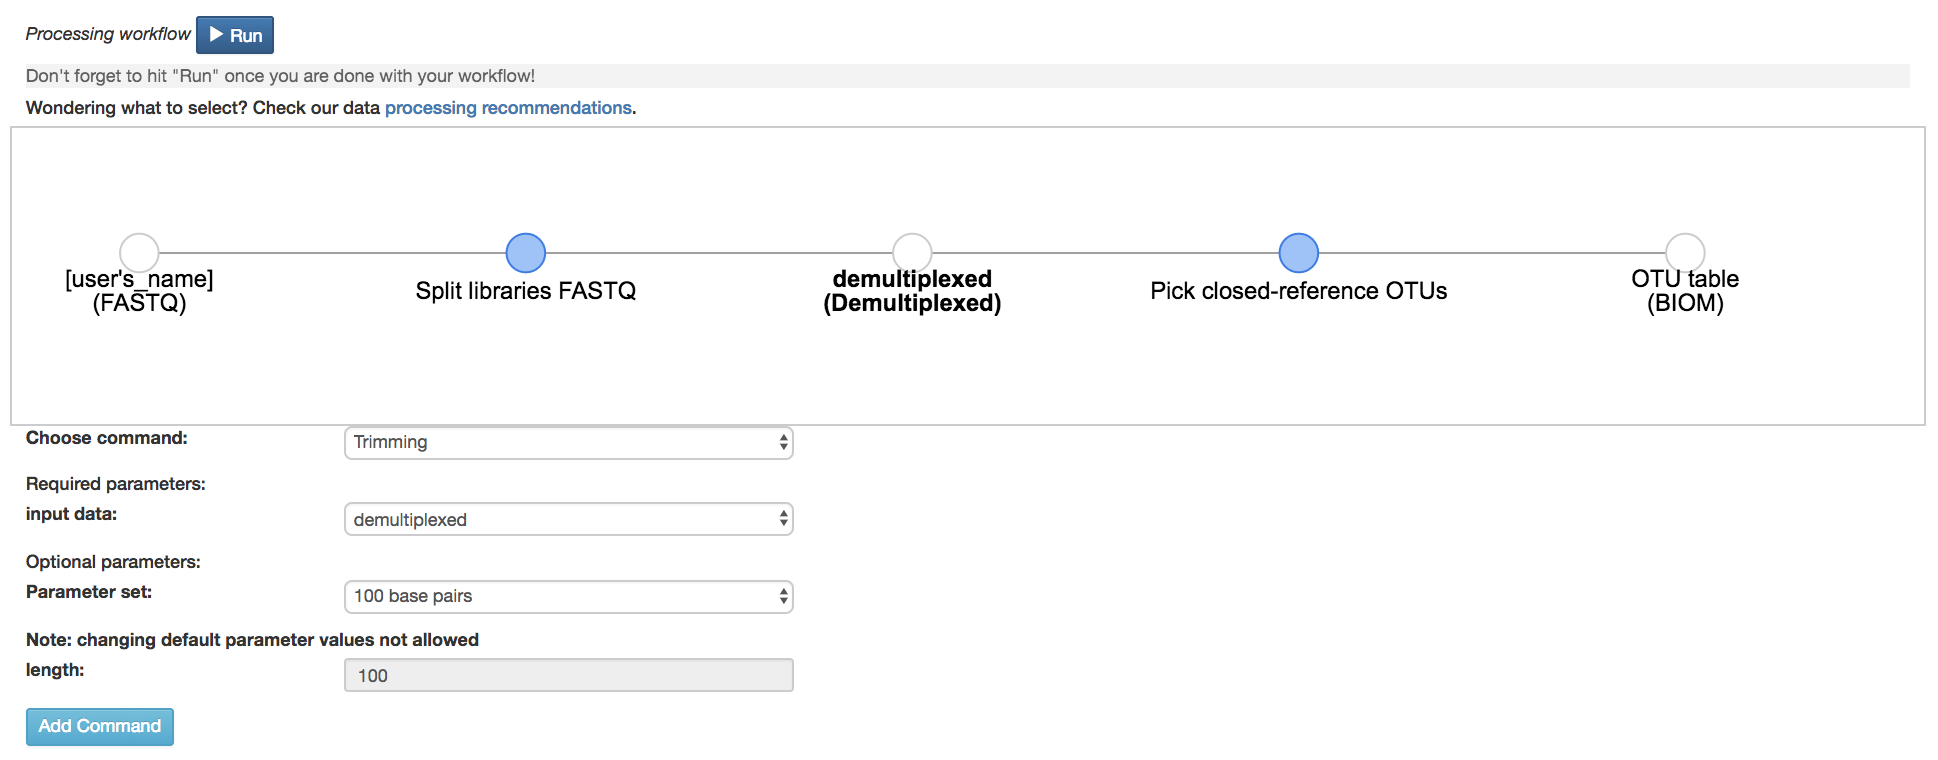 Processing workflow Run
Don't forget to hit "Run" once you are done with your workflow!
Wondering what to select? Check our data processing recommendations.
[user's_name]
(FASTQ)
Split libraries FASTQ
demultiplexed
(Demultiplexed)
Pick closed-reference OTUs
OTU table
(BIOM)
Choose command: Trimming
Required parameters:
input data: demultiplexed
Optional parameters:
Parameter set: 100 base pairs
Note: changing default parameter values not allowed
length: 100
Add Command